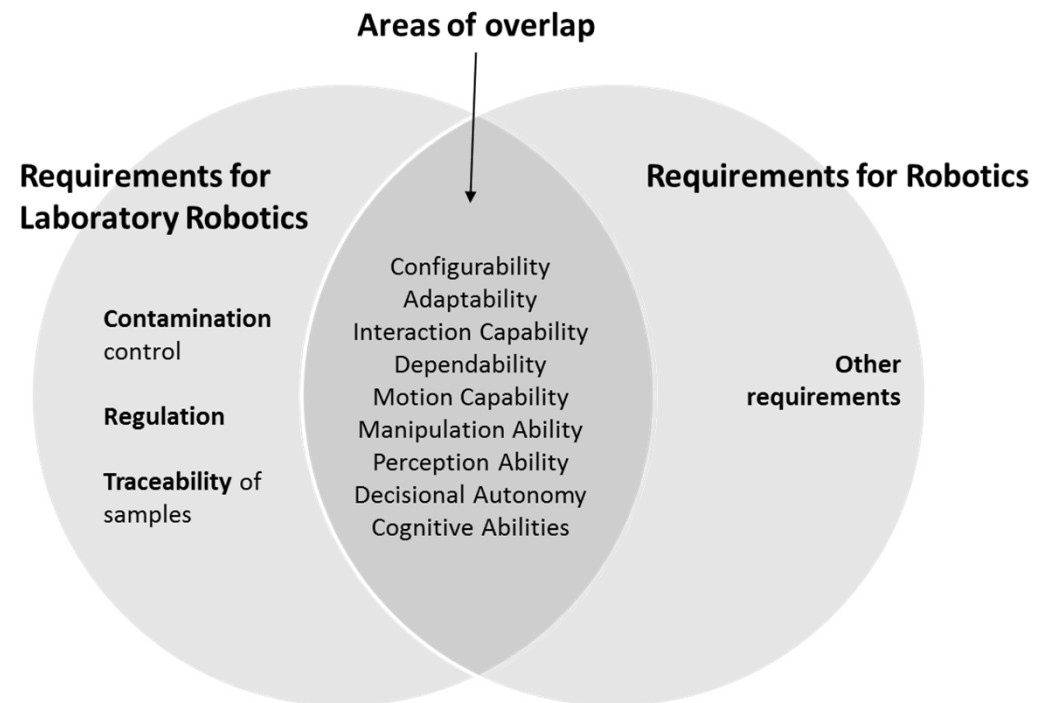 Areas of overlap
Requirements for
Laboratory Robotics
Requirements for Robotics
Contamination
control
Regulation
Traceability of
samples
Configurability
Adaptability
Interaction Capability
Dependability
Motion Capability
Manipulation Ability
Perception Ability
Decisional Autonomy
Cognitive Abilities
Other
requirements